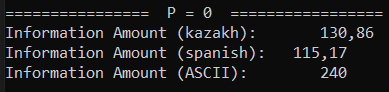 ================  P = 0  =================
Information Amount (kazakh):       130,86
Information Amount (spanish):   115,17
Information Amount (ASCII):        240